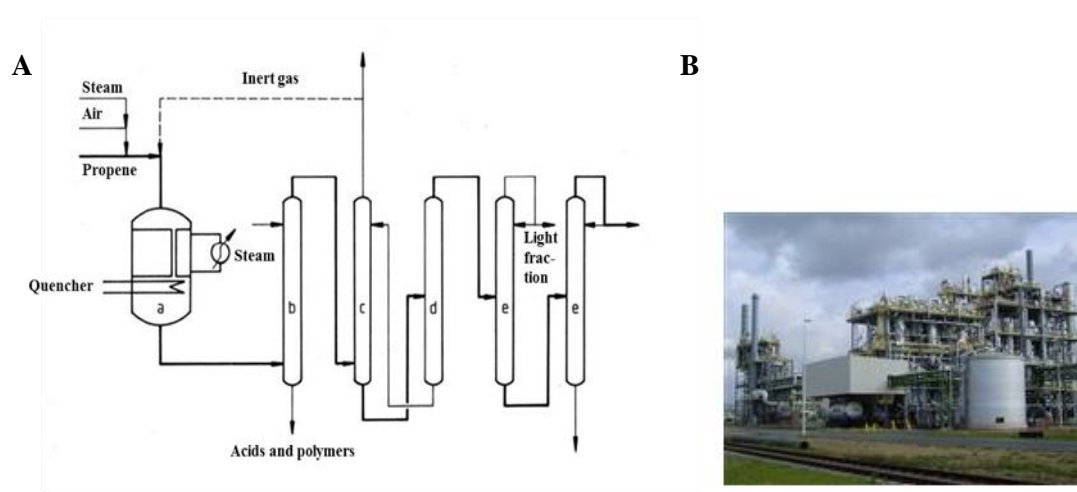 A
B
Inert gas
Steam
Air
Propene
Steam
Quencher
a
b
c
d
e
e
Light
frac-
tion
Acids and polymers